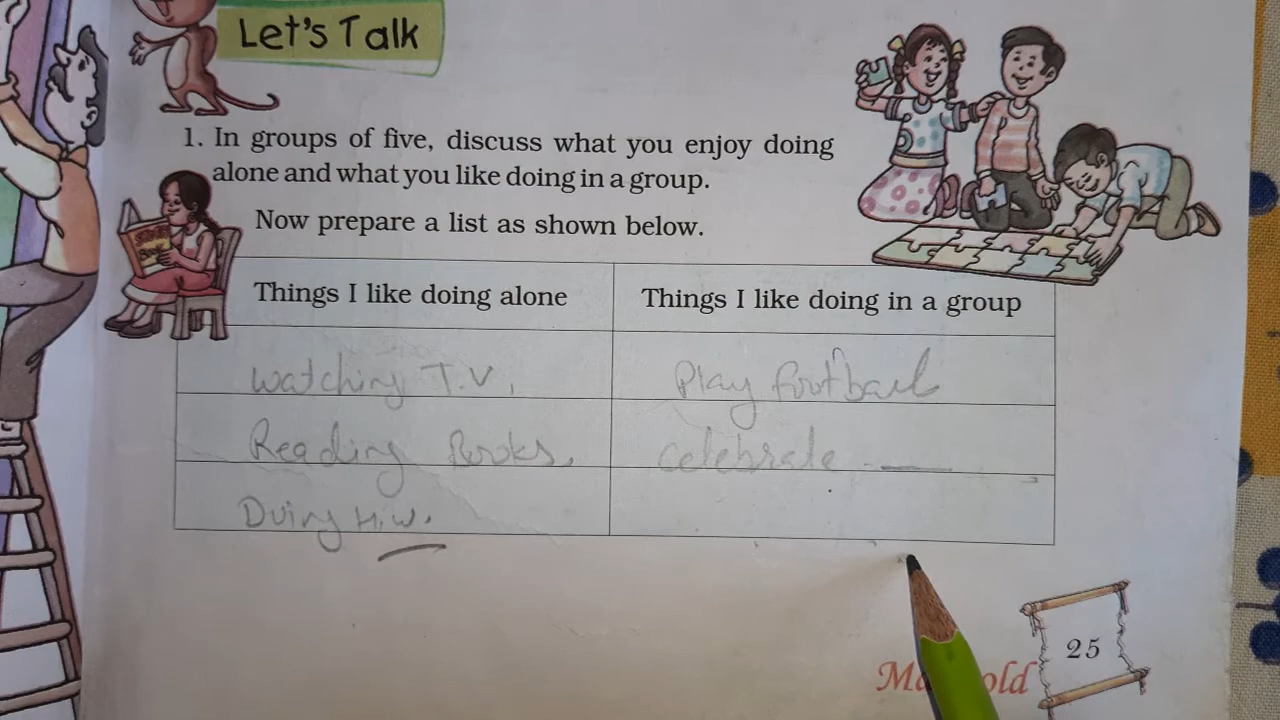 Let's Talk
1. In groups of five, discuss what you enjoy doing
alone and what you like doing in a group.
Now prepare a list as shown below.
Things I like doing alone
Things I like doing in a group
Watching T.V.
Play football
Reading Books.
celebrate
Duing H.W.
25